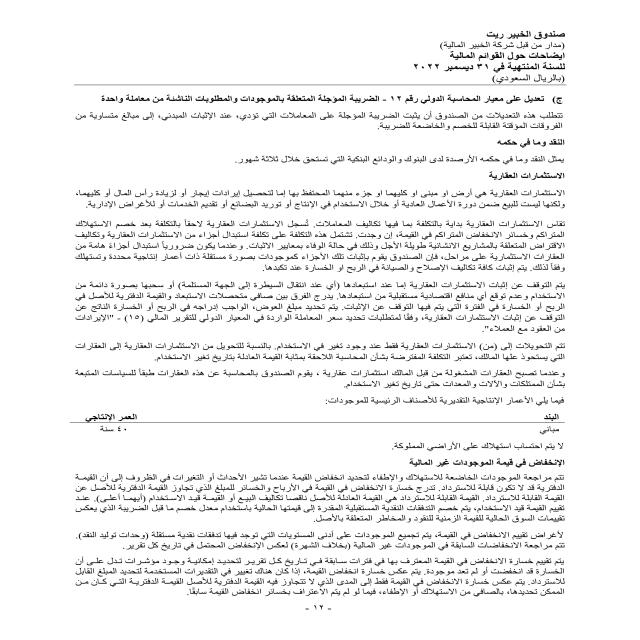 صندوق الخبير ريت
(مدار من قبل شركة الخبير المالية)
إيضاحات حول القوائم المالية
للسنة المنتهية في ٣١ ديسمبر ٢٠٢٢
(بالريال السعودي)
ج) تعديل على معيار المحاسبة الدولي رقم ١٢ - الضريبة المؤجلة المتعلقة بالموجودات والمطلوبات الناشئة من معاملة واحدة
تتطلب هذه التعديلات من الصندوق أن يثبت الضريبة المؤجلة على المعاملات التي تؤدي، عند الإثبات المبدئي، إلى مبالغ متساوية من
الفروقات المؤقتة القابلة للخصم والخاضعة للضريبة.
النقد وما في حكمه
يمثل النقد وما في حكمه الأرصدة لدى البنوك والودائع البنكية التي تستحق خلال ثلاثة شهور.
الاستثمارات العقارية
الاستثمارات العقارية هي أرض او مبنى او كليهما او جزء منهما المحتفظ بها إما لتحصيل إيرادات إيجار أو لزيادة رأس المال أو كليهما،
ولكنها ليست للبيع ضمن دورة الأعمال العادية أو خلال الاستخدام في الإنتاج أو توريد البضائع أو تقديم الخدمات أو للأغراض الإدارية.
تقاس الاستثمارات العقارية بداية بالتكلفة بما فيها تكاليف المعاملات. تُسجل الاستثمارات العقارية لاحقاً بالتكلفة بعد خصم الاستهلاك
المتراكم وخسائر الانخفاض المتراكم في القيمة، إن وجدت. تشتمل هذه التكلفة على تكلفة استبدال أجزاء من الاستثمارات العقارية وتكاليف
الاقتراض المتعلقة بالمشاريع الانشائية طويلة الأجل وذلك في حالة الوفاء بمعايير الاثبات. وعندما يكون ضرورياً استبدال أجزاء هامة من
العقارات الاستثمارية على مراحل، فإن الصندوق يقوم بإثبات تلك الأجزاء كموجودات بصورة مستقلة ذات أعمار إنتاجية محددة وتستهلك
وفقاً لذلك. يتم إثبات كافة تكاليف الإصلاح والصيانة في الربح أو الخسارة عند تكبدها.
يتم التوقف عن إثبات الاستثمارات العقارية إما عند استبعادها (أي عند انتقال السيطرة إلى الجهة المستلمة) أو سحبها بصورة دائمة من
الاستخدام وعدم توقع أي منافع اقتصادية مستقبلية من استبعادها. يدرج الفرق بين صافي متحصلات الاستبعاد والقيمة الدفترية للأصل في
الربح أو الخسارة في الفترة التي يتم فيها التوقف عن الإثبات. يتم تحديد مبلغ العوض، الواجب إدراجه في الربح أو الخسارة الناتج عن
التوقف عن إثبات الاستثمارات العقارية، وفقًا لمتطلبات تحديد سعر المعاملة الواردة في المعيار الدولي للتقرير المالي (١٥) - "الإيرادات
من العقود مع العملاء".
تتم التحويلات إلى (من) الاستثمارات العقارية فقط عند وجود تغير في الاستخدام. بالنسبة للتحويل من الاستثمارات العقارية إلى العقارات
التي يستحوذ علها المالك، تعتبر التكلفة المفترضة بشأن المحاسبة اللاحقة بمثابة القيمة العادلة بتاريخ تغير الاستخدام.
وعندما تصبح العقارات المشغولة من قبل المالك استثمارات عقارية ، يقوم الصندوق بالمحاسبة عن هذه العقارات طبقاً للسياسات المتبعة
بشأن الممتلكات والآلات والمعدات حتى تاريخ تغير الاستخدام.
فيما يلي الأعمار الإنتاجية التقديرية للأصناف الرئيسية للموجودات:
البند العمر الإنتاجي
مباني ٤٠ سنة
لا يتم احتساب استهلاك على الأراضي المملوكة.
الإنخفاض في قيمة الموجودات غير المالية
تتم مراجعة الموجودات الخاضعة للاستهلاك والإطفاء لتحديد انخفاض القيمة عندما تشير الأحداث أو التغيرات في الظروف إلى أن القيمة
الدفترية قد لا تكون قابلة للاسترداد. تدرج خسارة الانخفاض في القيمة في الأرباح والخسائر للمبلغ الذي تجاوز القيمة الدفترية للأصل عن
القيمة القابلة للاسترداد. القيمة القابلة للاسترداد هي القيمة العادلة للأصل ناقصا تكاليف البيع أو القيمة قيد الاستخدام (أيهما أعلى). عند
تقييم القيمة قيد الاستخدام، يتم خصم التدفقات النقدية المستقبلية المقدرة إلى قيمتها الحالية باستخدام معدل خصم ما قبل الضريبة الذي يعكس
تقييمات السوق الحالية للقيمة الزمنية للنقود والمخاطر المتعلقة بالأصل.
لأغراض تقييم الانخفاض في القيمة، يتم تجميع الموجودات على أدنى المستويات التي توجد فيها تدفقات نقدية مستقلة (وحدات توليد النقد).
تتم مراجعة الانخفاضات السابقة في الموجودات غير المالية (بخلاف الشهرة) لعكس الإنخفاض المحتمل في تاريخ كل تقرير.
يتم تقييم خسارة الانخفاض في القيمة المعترف بها في فترات سابقة في تاريخ كل تقرير لتحديد إمكانية وجود مؤشرات تدل على أن
الخسارة قد انخفضت أو لم تعد موجودة. يتم عكس خسارة انخفاض القيمة، إذا كان هناك تغيير في التقديرات المستخدمة لتحديد المبلغ القابل
للاسترداد. يتم عكس خسارة الانخفاض في القيمة فقط إلى المدى الذي لا تتجاوز فيه القيمة الدفترية للأصل القيمة الدفترية التي كان من
الممكن تحديدها، بالصافي من الاستهلاك أو الإطفاء، فيما لو لم يتم الاعتراف بخسائر انخفاض القيمة سابقًا.
- ١٢ -